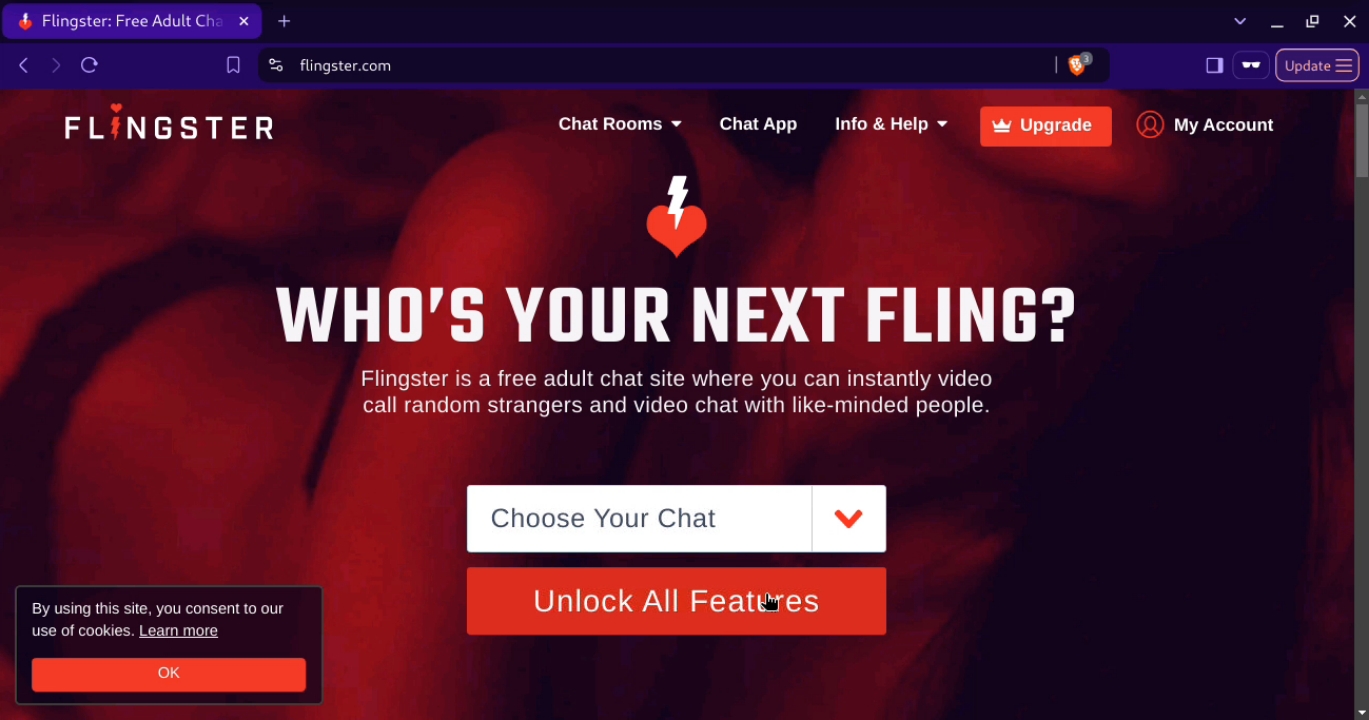 Flingster: Free Adult Cha
flingster.com
3
Update
FLINGSTER
Chat Rooms
Chat App
Info & Help
Upgrade
My Account
WHO'S YOUR NEXT FLING?
Flingster is a free adult chat site where you can instantly video
call random strangers and video chat with like-minded people.
Choose Your Chat
Unlock All Features
By using this site, you consent to our
use of cookies. Learn more
OK